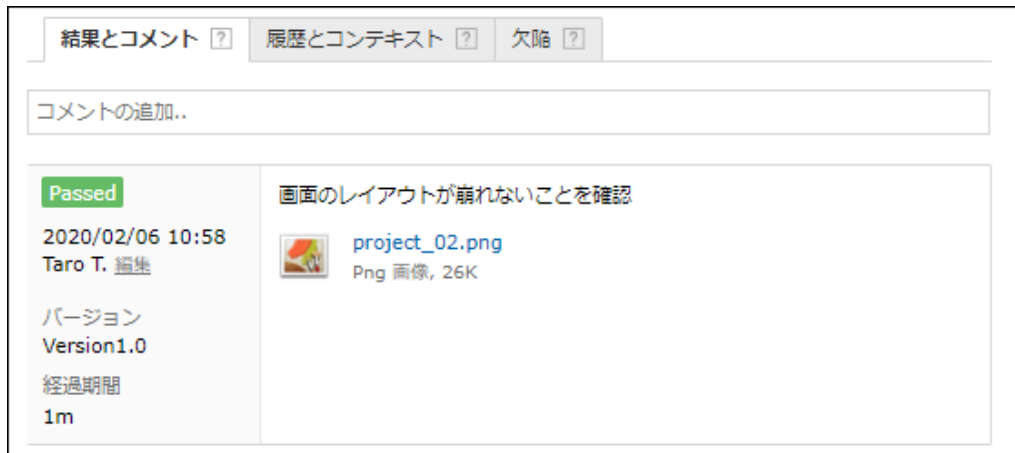 結果とコメント ?
履歴とコンテキスト ?
欠陥 ?
コメントの追加..
Passed
2020/02/06 10:58
Taro T. 編集
バージョン
Version1.0
経過期間
1m
画面のレイアウトが崩れないことを確認
project_02.png
Png 画像, 26K